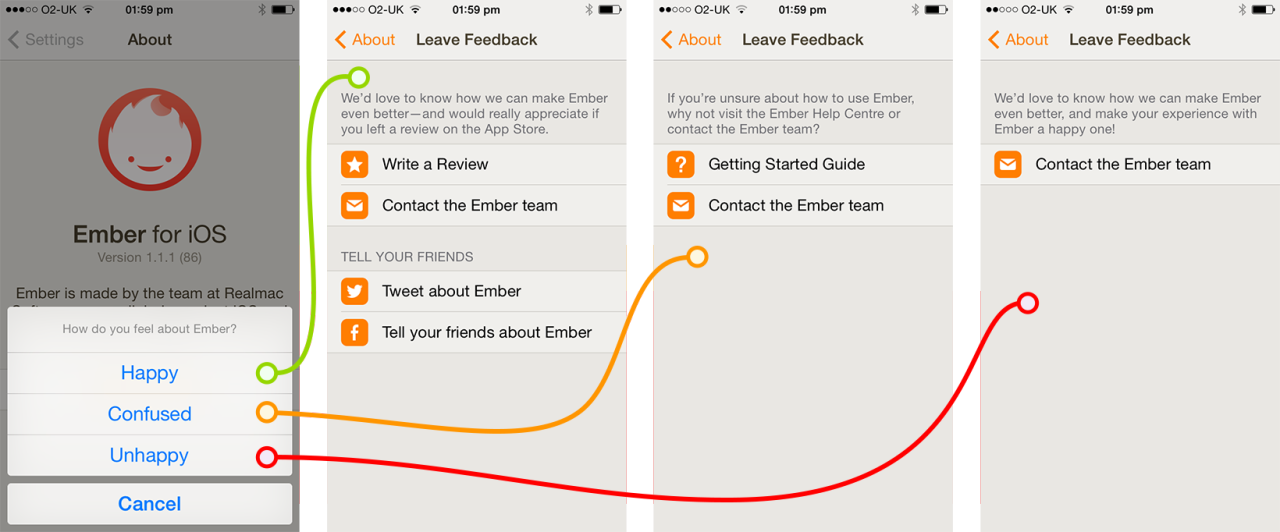 ●●●○○ O2-UK 01:59 pm
Settings About
Ember for iOS
Version 1.1.1 (86)
Ember is made by the team at Realmac
How do you feel about Ember?
Happy
Confused
Unhappy
Cancel
●●●○○ O2-UK 01:59 pm
About Leave Feedback
We’d love to know how we can make Ember
even better—and would really appreciate if
you left a review on the App Store.
Write a Review
Contact the Ember team
TELL YOUR FRIENDS
Tweet about Ember
Tell your friends about Ember
●●○○○ O2-UK 01:59 pm
About Leave Feedback
If you’re unsure about how to use Ember,
why not visit the Ember Help Centre or
contact the Ember team?
Getting Started Guide
Contact the Ember team
●●○○○ O2-UK 01:59 pm
About Leave Feedback
We’d love to know how we can make Ember
even better, and make your experience with
Ember a happy one!
Contact the Ember team